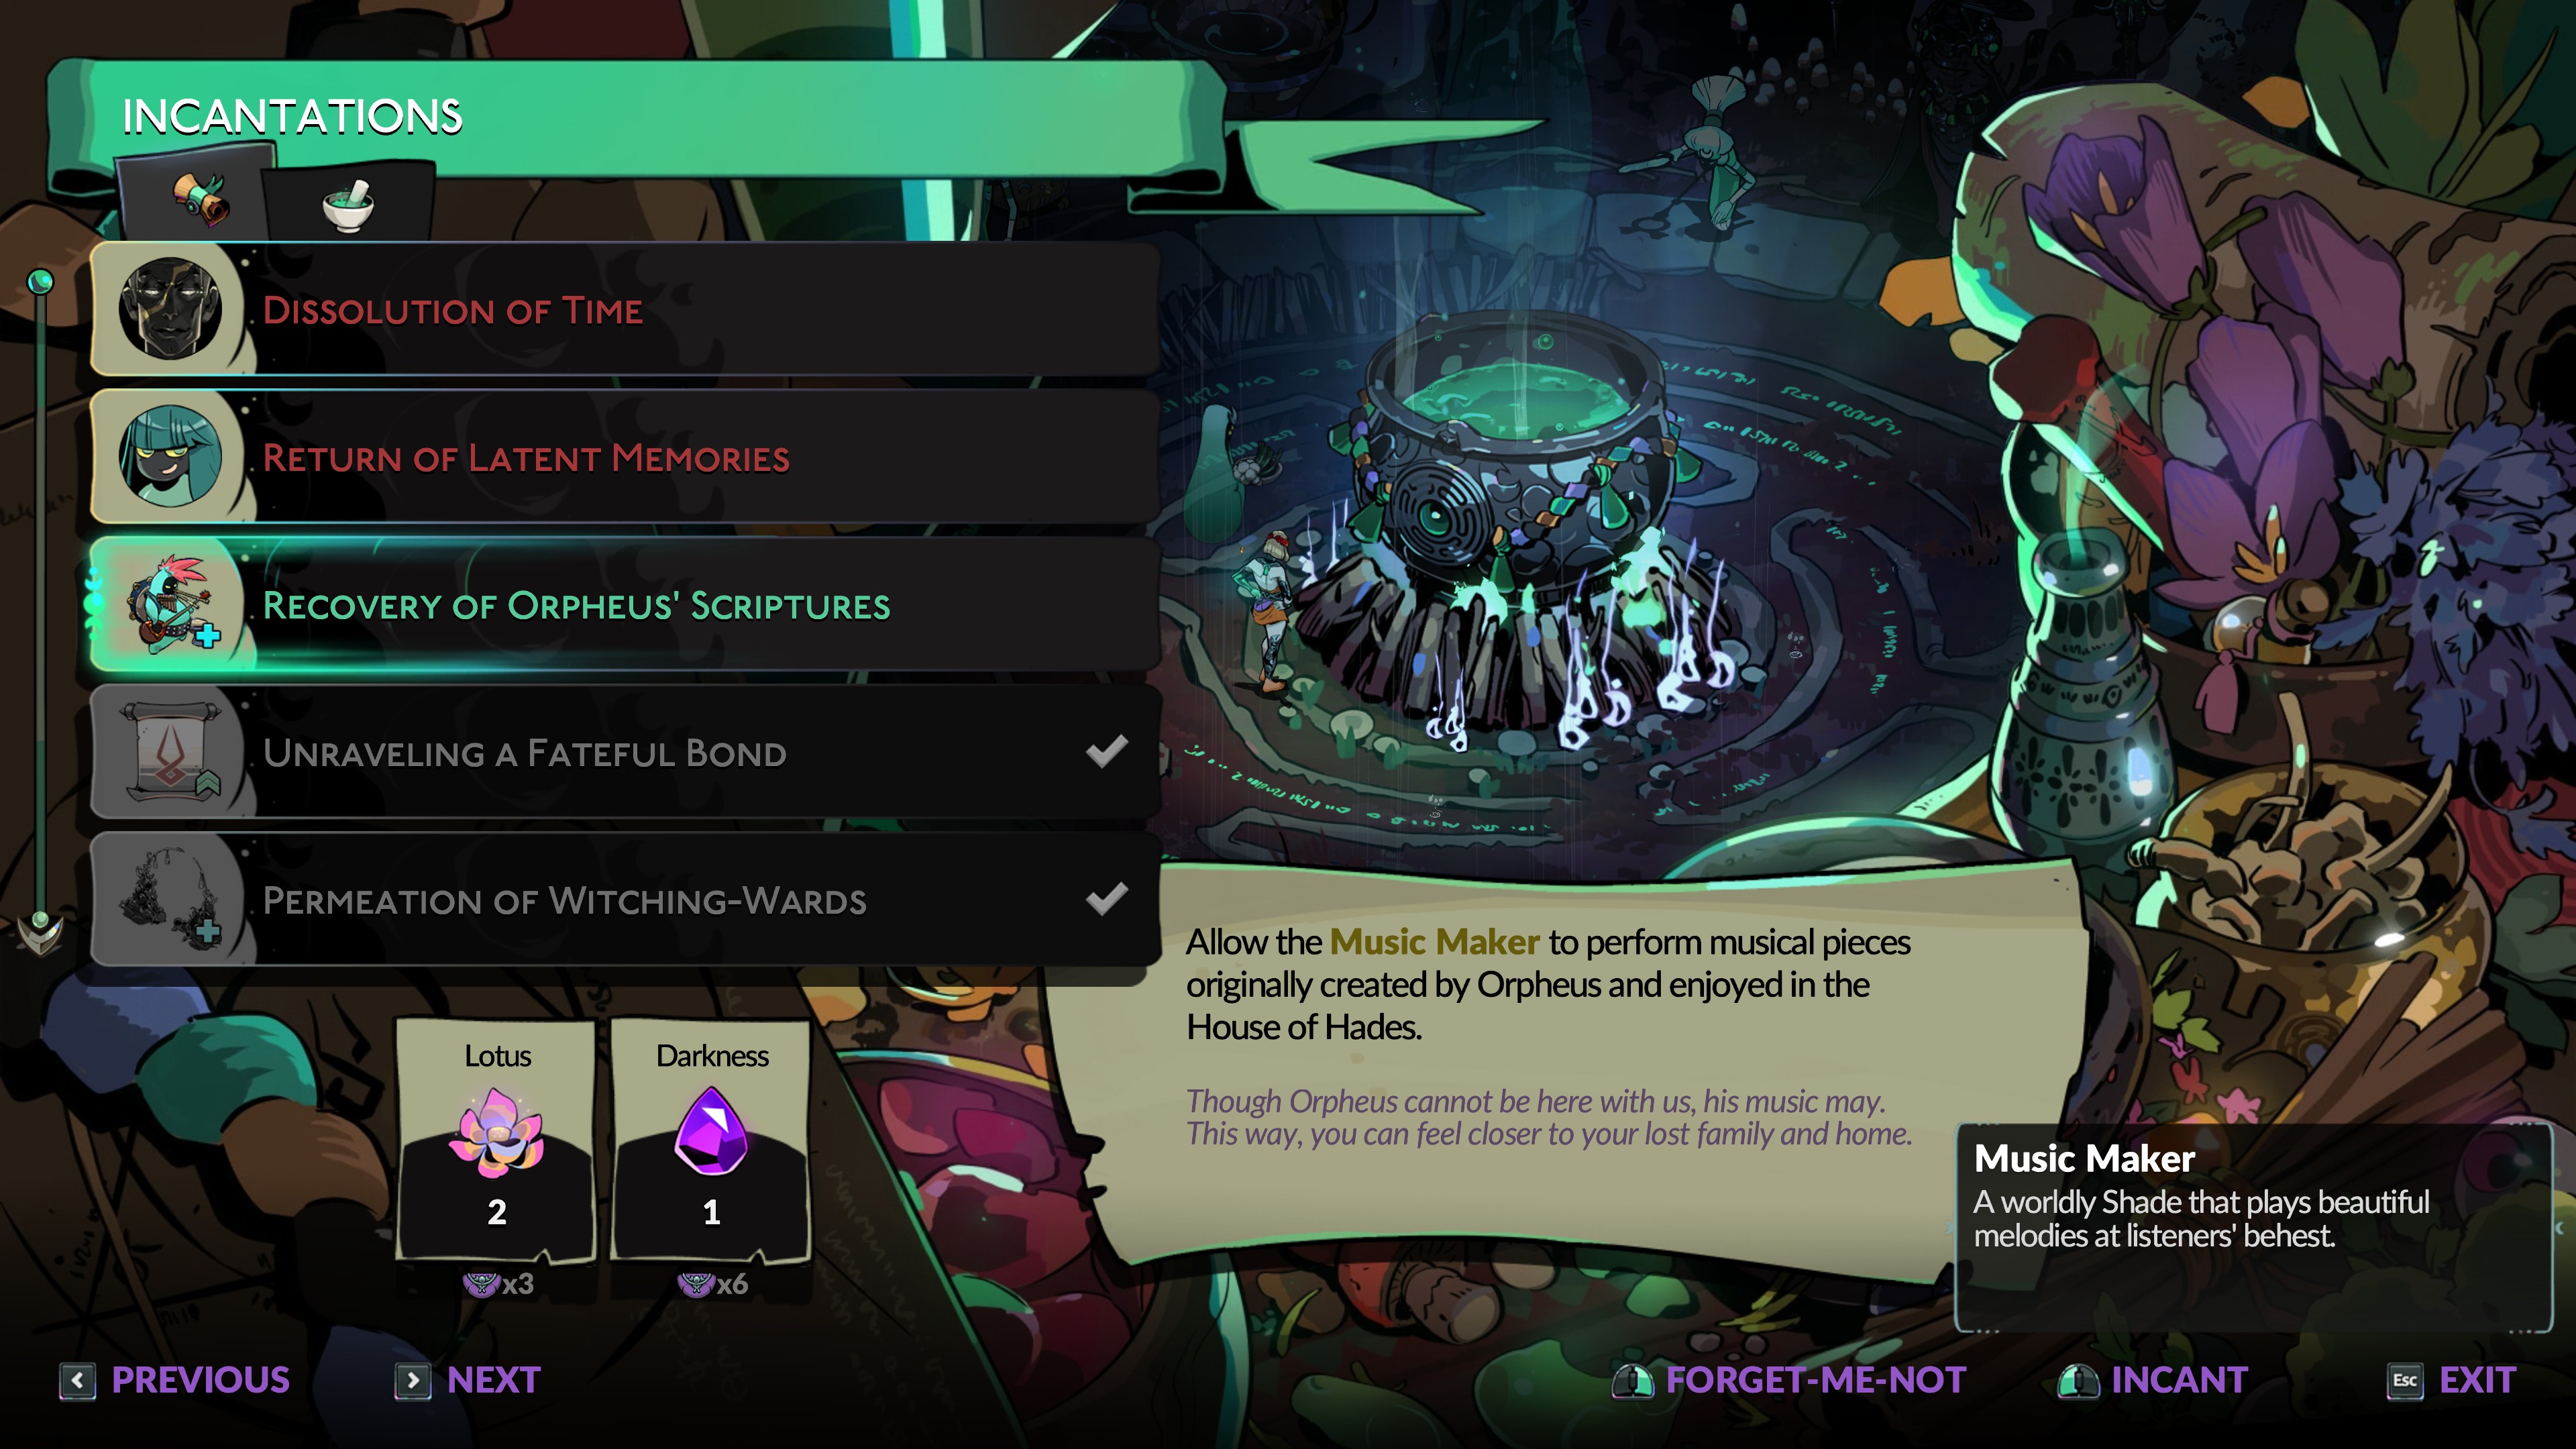 INCANTATIONS
DISSOLUTION OF TIME
RETURN OF LATENT MEMORIES
RECOVERY OF ORPHEUS' SCRIPTURES
UNRAVELING A FATEFUL BOND
PERMEATION OF WITCHING-WARDS
Lotus
2
x3
Darkness
1
x6
Allow the Music Maker to perform musical pieces
originally created by Orpheus and enjoyed in the
House of Hades.
Though Orpheus cannot be here with us, his music may.
This way, you can feel closer to your lost family and home.
Music Maker
A worldly Shade that plays beautiful
melodies at listeners' behest.
< PREVIOUS
> NEXT
FORGET-ME-NOT
INCANT
Esc EXIT